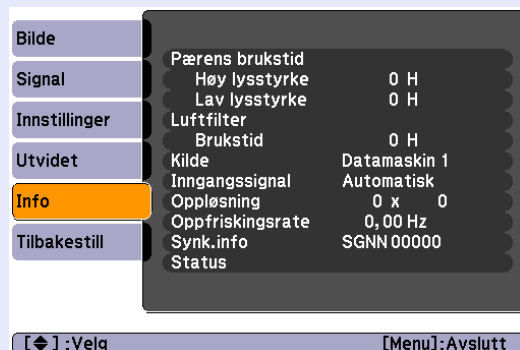 Bilde
Signal
Innstillinger
Utvidet
Info
Tilbakestill
Pærens brukstid
Høy lysstyrke 0 H
Lav lysstyrke 0 H
Luftfilter
Brukstid 0 H
Kilde Datamaskin 1
Inngangssignal Automatisk
Oppløsning 0 x 0
Oppfriskingsrate 0,00 Hz
Synk.info SGNN 00000
Status
[◆] :Velg [Menu]:Avslutt